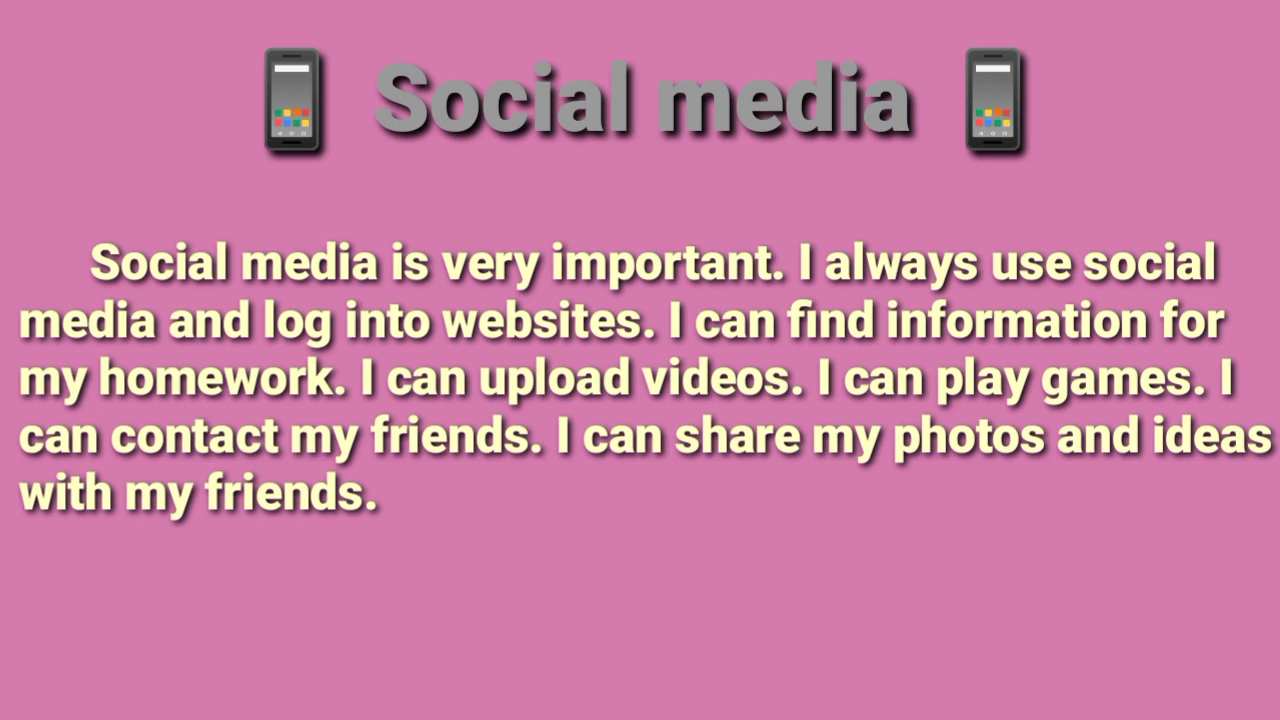 Social media
Social media is very important. I always use social
media and log into websites. I can find information for
my homework. I can upload videos. I can play games. I
can contact my friends. I can share my photos and ideas
with my friends.